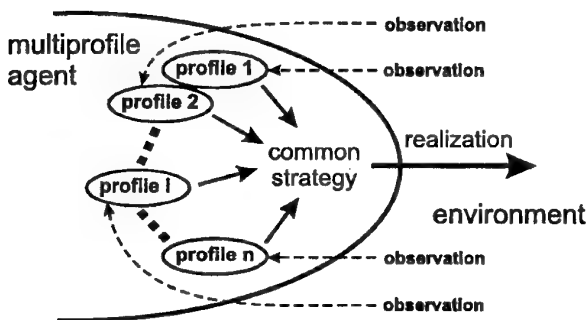 observation
multiprofile
agent
profile 1
observation
profile 2
realization
common
strategy
profile i
environment
profile n
observation
observation